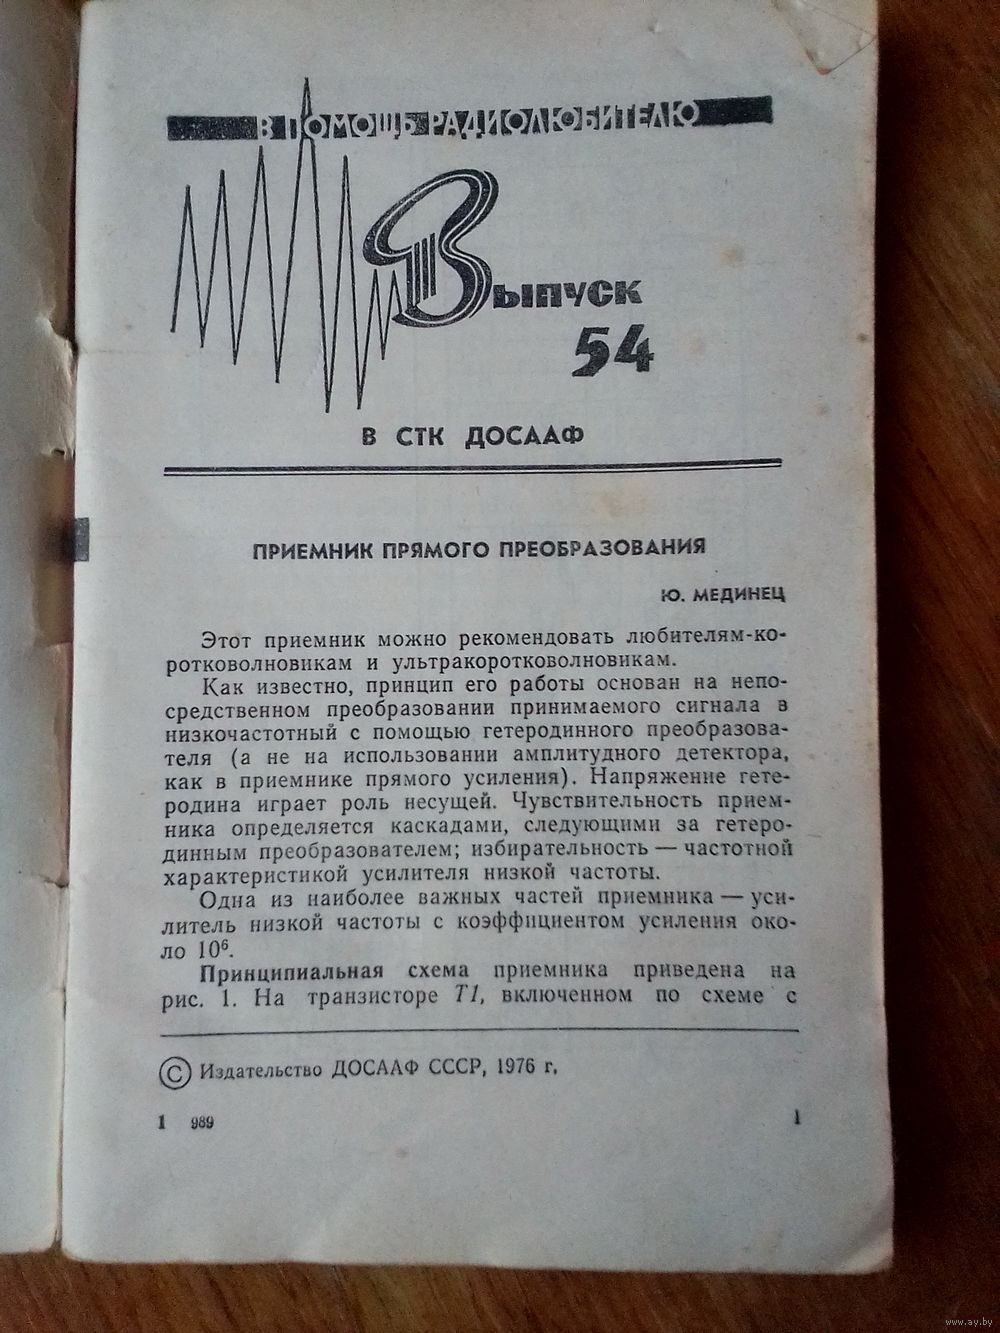 В ПОМОЩЬ РАДИОЛЮБИТЕЛЮ
Выпуск
54
В СТК ДОСААФ
ПРИЕМНИК ПРЯМОГО ПРЕОБРАЗОВАНИЯ
Ю. МЕДИНЕЦ
Этот приемник можно рекомендовать любителям-ко-
ротковолновикам и ультракоротковолновикам.
Как известно, принцип его работы основан на непо-
средственном преобразовании принимаемого сигнала в
низкочастотный с помощью гетеродинного преобразова-
теля (а не на использовании амплитудного детектора,
как в приемнике прямого усиления). Напряжение гете-
родина играет роль несущей. Чувствительность прием-
ника определяется каскадами, следующими за гетеро-
динным преобразователем; избирательность — частотной
характеристикой усилителя низкой частоты.
Одна из наиболее важных частей приемника — уси-
литель низкой частоты с коэффициентом усиления око-
ло 10⁶.
Принципиальная схема приемника приведена на
рис. 1. На транзисторе Т1, включенном по схеме с
© Издательство ДОСААФ СССР, 1976 г.
1 989 1
www.ay.by